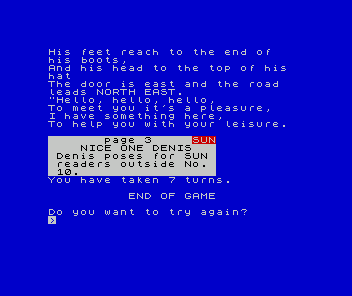 His feet reach to the end of
his boots,
And his head to the top of his
hat
The door is east and the road
leads NORTH EAST.
"Hello, hello, hello,
To meet you it's a pleasure,
I have something here,
To help you with your leisure.
page 3 SUN
NICE ONE DENIS
Denis poses for SUN
readers outside No.
10.
You have taken 7 turns.
END OF GAME
Do you want to try again?
>